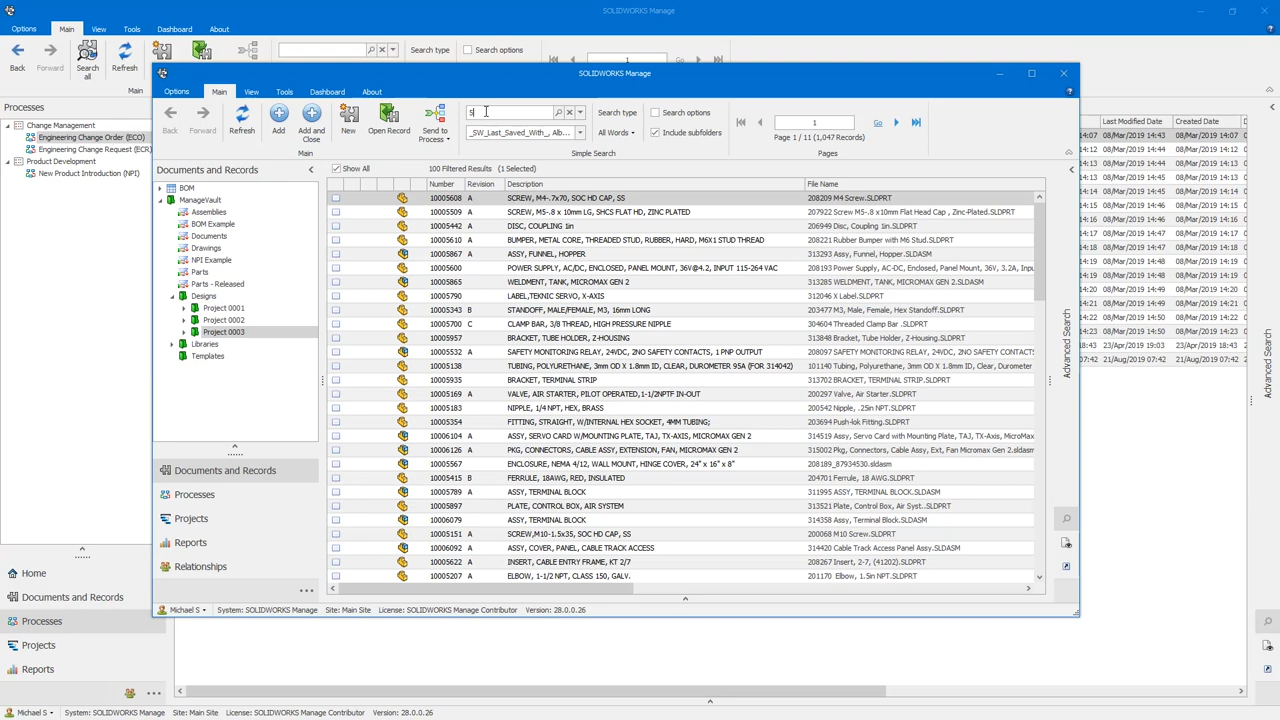 SOLIDWORKS Manage
Options Main View Tools Dashboard About
Back Forward Search all Refresh Search type Search options 1 Go
Main
Processes
Change Management
Engineering Change Order (ECO)
Engineering Change Request (ECR)
Product Development
New Product Introduction (NPI)
Home
Documents and Records
Processes
Projects
Reports
Michael S System: SOLIDWORKS Manage Site: Main Site License: SOLIDWORKS Manage Contributor Version: 28.0.0.26
SOLIDWORKS Manage
Options Main View Tools Dashboard About
Back Forward Refresh Add Add and Close New Open Record Send to Process S Search type Search options 1 Go
_SW_Last_Saved_With_, Alb... All Words Include subfolders Page 1 / 11 (1,047 Records)
Main Simple Search Pages
Documents and Records
BOM
ManageVault
Assemblies
BOM Example
Documents
Drawings
NPI Example
Parts
Parts - Released
Designs
Project 0001
Project 0002
Project 0003
Libraries
Templates
Documents and Records
Processes
Projects
Reports
Relationships
Show All 100 Filtered Results (1 Selected)
Number Revision Description File Name
10005608 A SCREW, M4-.7x70, SOC HD CAP, SS 208209 M4 Screw.SLDPRT
10005509 A SCREW, M5-.8 x 10mm LG, SHCS FLAT HD, ZINC PLATED 207922 Screw M5-.8 x 10mm Flat Head Cap , Zinc-Plated.SLDPRT
10005442 A DISC, COUPLING 1in 206949 Disc, Coupling 1in.SLDPRT
10005610 A BUMPER, METAL CORE, THREADED STUD, RUBBER, HARD, M6X1 STUD THREAD 208221 Rubber Bumper with M6 Stud.SLDPRT
10005867 A ASSY, FUNNEL, HOPPER 313293 Assy, Funnel, Hopper.SLDASM
10005600 POWER SUPPLY, AC/DC, ENCLOSED, PANEL MOUNT, 36V@4.2, INPUT 115-264 VAC 208193 Power Supply, AC-DC, Enclosed, Panel Mount, 36V, 3.2A, Inpu
10005865 WELDMENT, TANK, MICROMAX GEN 2 312282 Weldment, Tank, Micromax Gen 2.SLDASM
10005790 LABEL,TEKNIC SERVO, X-AXIS 312046 X Label.SLDPRT
10005343 B STANDOFF, MALE/FEMALE, M3, 16mm LONG 203477 M3, Male, Female, Hex Standoff.SLDPRT
10005700 C CLAMP BAR, 3/8 THREAD, HIGH PRESSURE NIPPLE 304604 Threaded Clamp Bar .SLDPRT
10005957 BRACKET, TUBE HOLDER, Z-HOUSING 313848 Bracket, Tube Holder, Z-Housing.SLDPRT
10005532 A SAFETY MONITORING RELAY, 24VDC, 2NO SAFETY CONTACTS, 1 PNP OUTPUT 208097 SAFETY MONITORING RELAY, 24VDC, 2NO SAFETY CONTACTS
10005138 TUBING, POLYURETHANE, 3mm OD X 1.8mm ID, CLEAR, DUROMETER 95A (FOR 314042) 101140 Tubing, Polyurethane, 3mm OD x 1.8mm ID, Clear, Durometer
10005935 BRACKET, TERMINAL STRIP 313702 BRACKET, TERMINAL STRIP.SLDPRT
10005169 A VALVE, AIR STARTER, PILOT OPERATED,1-1/2NPTF IN-OUT 200297 Valve, Air Starter.SLDPRT
10005183 NIPPLE, 1/4 NPT, HEX, BRASS 200542 Nipple, .25in NPT.SLDPRT
10005354 FITTING, STRAIGHT, W/INTERNAL HEX SOCKET, 4MM TUBING; 203694 Push-lok Fitting.SLDPRT
10006104 A ASSY, SERVO CARD W/MOUNTING PLATE, TAJ, TX-AXIS, MICROMAX GEN 2 314519 Assy, Servo Card with Mounting Plate, TAJ, TX-Axis, MicroMax
10006126 A PKG, CONNECTORS, CABLE ASSY, EXT, FAN MICROMAX GEN 2 315002 Pkg, Connectors, Cable Assy, Ext, Fan Micromax Gen 2.sldasm
10005567 ENCLOSURE, NEMA 4/12, WALL MOUNT, HINGE COVER, 24" x 16" x 8" 208189_87934530.sldasm
10005415 B FERRULE, 18AWG, RED, INSULATED 204701 Ferrule, 18 AWG.SLDPRT
10005789 A ASSY, TERMINAL BLOCK 311995 ASSY, TERMINAL BLOCK.SLDASM
10005897 PLATE, CONTROL BOX, AIR SYSTEM 313521 Plate, Control Box, Air Syst..SLDPRT
10006079 ASSY, TERMINAL BLOCK 314358 Assy, Terminal Block.SLDASM
10005151 A SCREW,M10-1.5x35, SOC HD CAP, SS 200068 M10 Screw.SLDPRT
10006092 A ASSY, COVER, PANEL, CABLE TRACK ACCESS 314420 Cable Track Access Panel Assy.SLDASM
10005622 A INSERT, CABLE ENTRY FRAME, KT 2/7 208267 Insert, 2-7, (41202).SLDPRT
10005207 A ELBOW, 1-1/2 NPT, CLASS 150, GALV. 201170 Elbow, 1.5in NPT.SLDPRT
Advanced Search
Michael S System: SOLIDWORKS Manage Site: Main Site License: SOLIDWORKS Manage Contributor Version: 28.0.0.26
Last Modified Date Created Date
14:07 08/Mar/2019 14:43 08/Mar/2019 14:07
Advanced Search